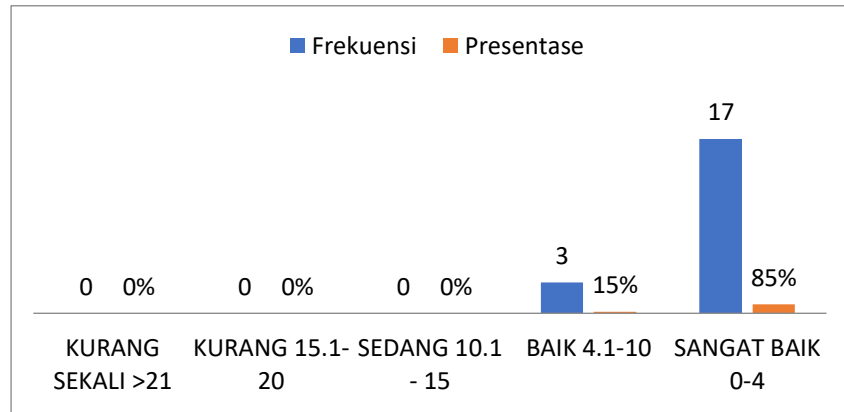 Frekuensi Presentase
17
3
85%
15%
0 0% 0 0% 0 0%
KURANG SEKALI >21
KURANG 15.1-20
SEDANG 10.1 - 15
BAIK 4.1-10
SANGAT BAIK 0-4